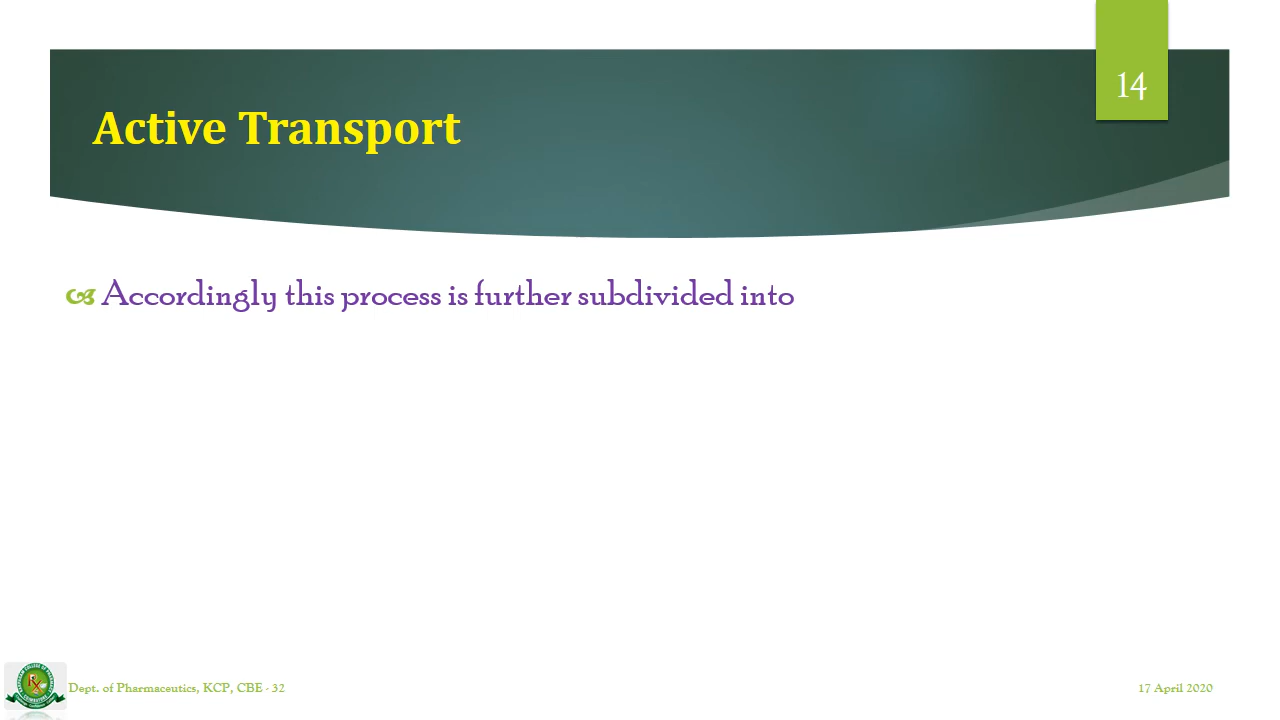 14
Active Transport
Accordingly this process is further subdivided into
Dept. of Pharmaceutics, KCP, CBE - 32
17 April 2020